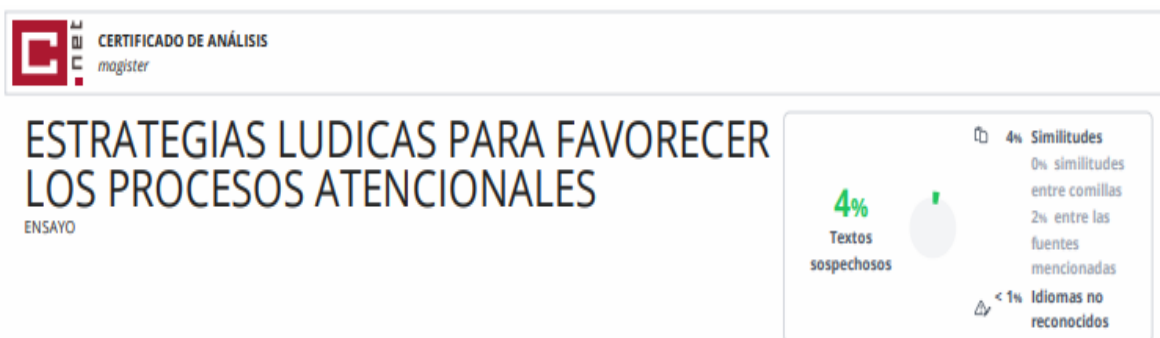 C
.net
CERTIFICADO DE ANÁLISIS
magister
ESTRATEGIAS LUDICAS PARA FAVORECER
LOS PROCESOS ATENCIONALES
ENSAYO
4%
Textos
sospechosos
4% Similitudes
0% similitudes
entre comillas
2% entre las
fuentes
mencionadas
< 1% Idiomas no
reconocidos